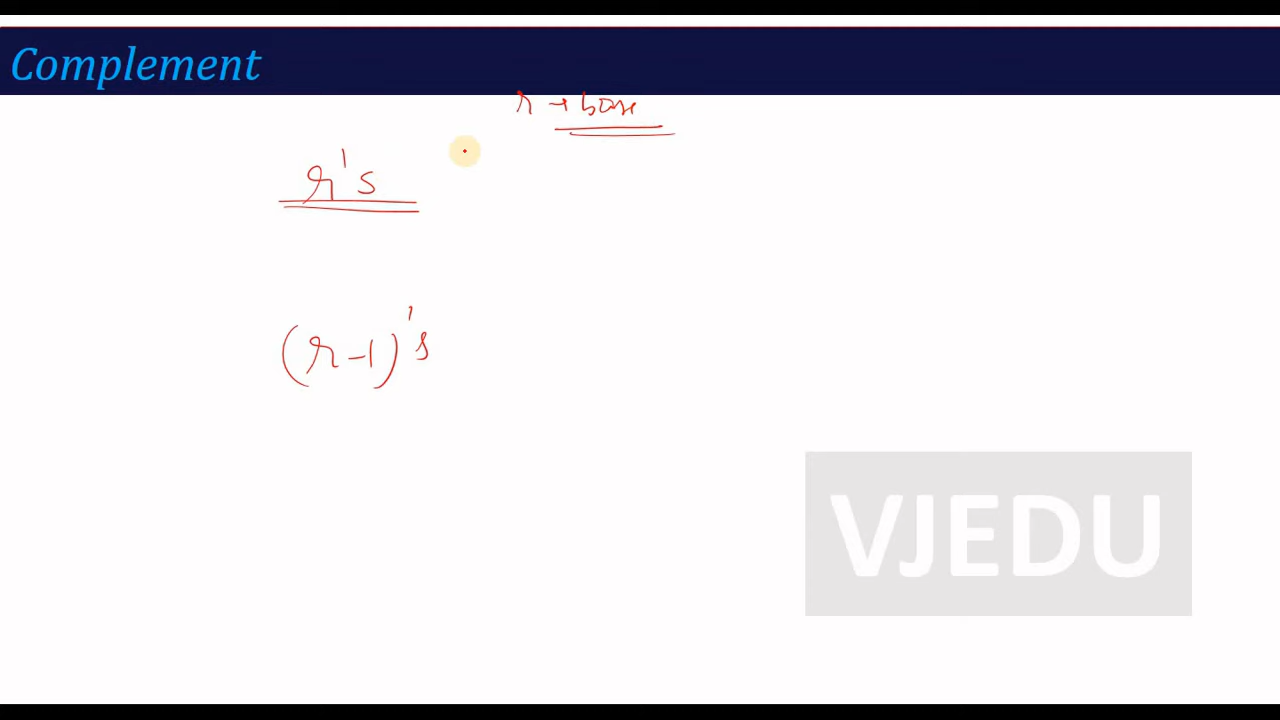 Complement
r → base
r's
(r-1)'s
VJEDU